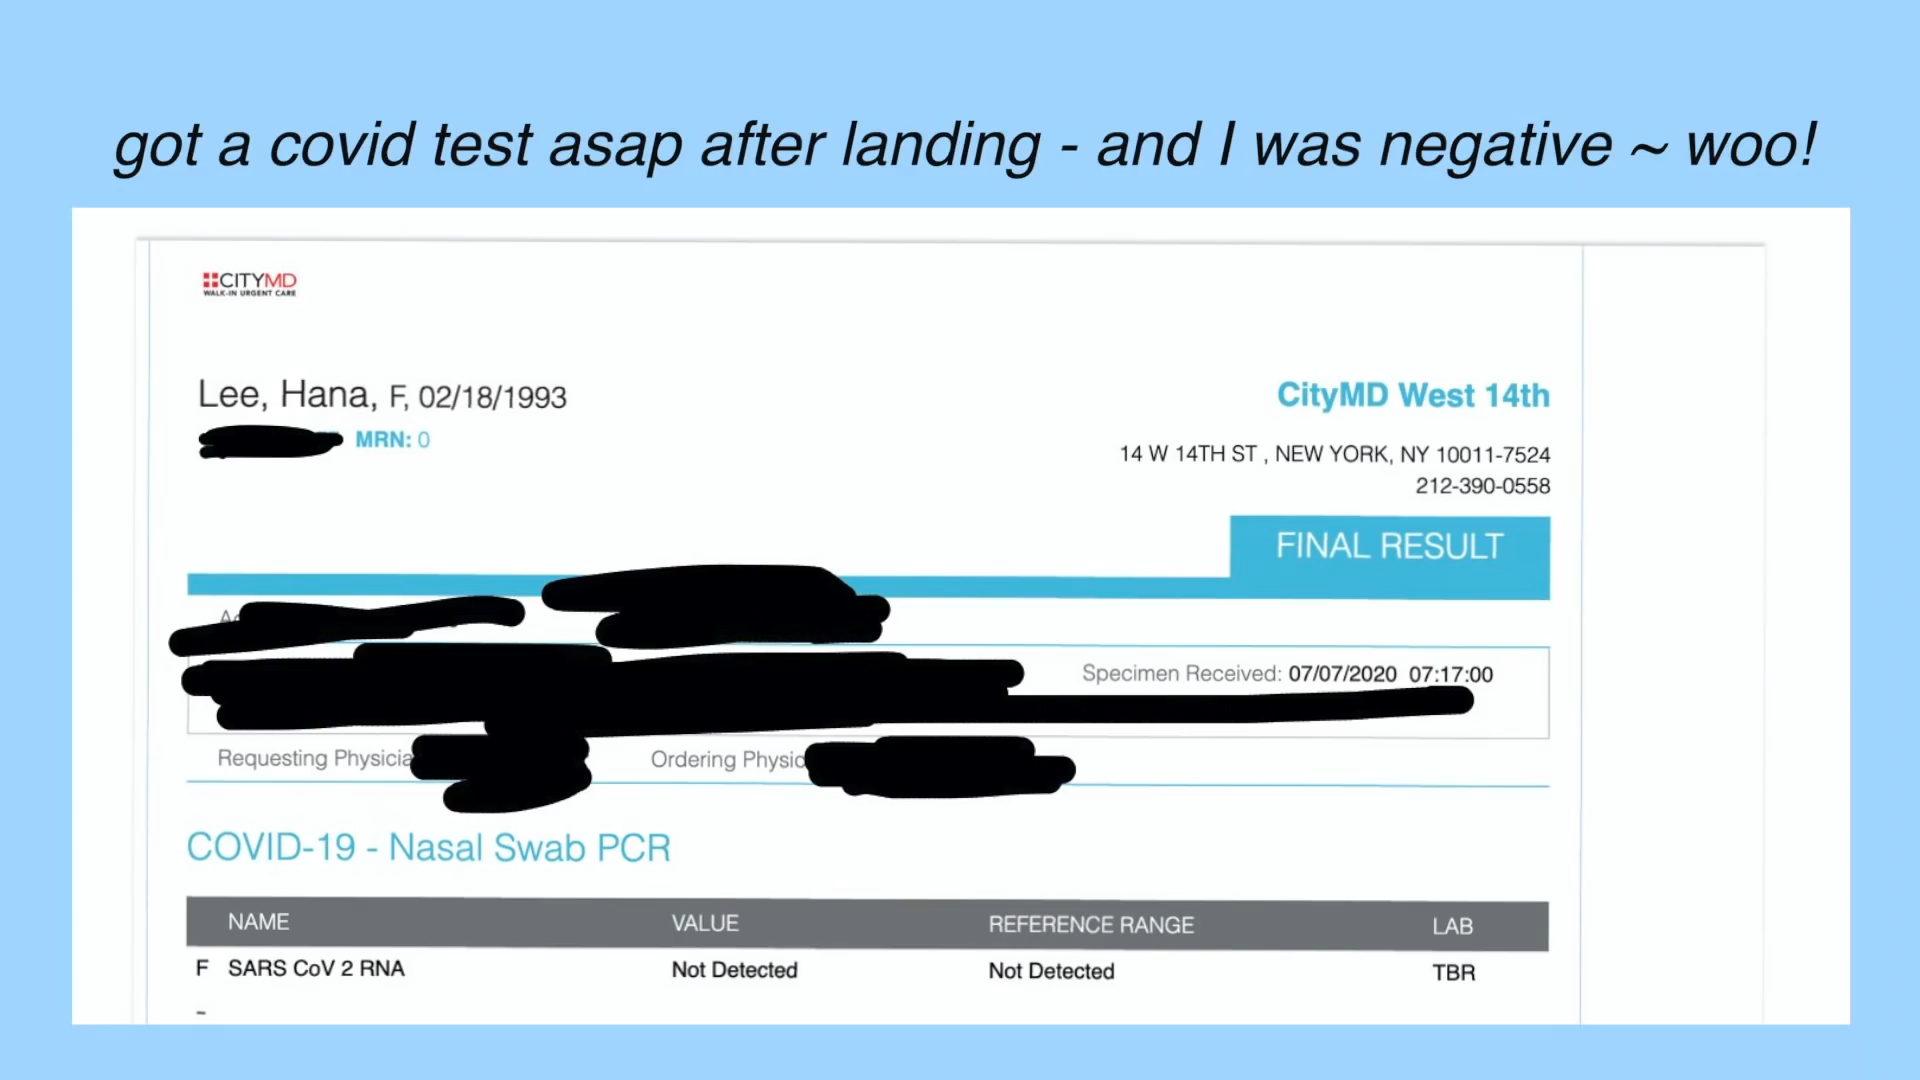 got a covid test asap after landing - and I was negative ~ woo!
CITYMD
WALK-IN URGENT CARE
Lee, Hana, F, 02/18/1993
MRN: 0
CityMD West 14th
14 W 14TH ST , NEW YORK, NY 10011-7524
212-390-0558
FINAL RESULT
Specimen Received: 07/07/2020 07:17:00
Requesting Physicia
Ordering Physic
COVID-19 - Nasal Swab PCR
NAME VALUE REFERENCE RANGE LAB
F SARS CoV 2 RNA Not Detected Not Detected TBR
~